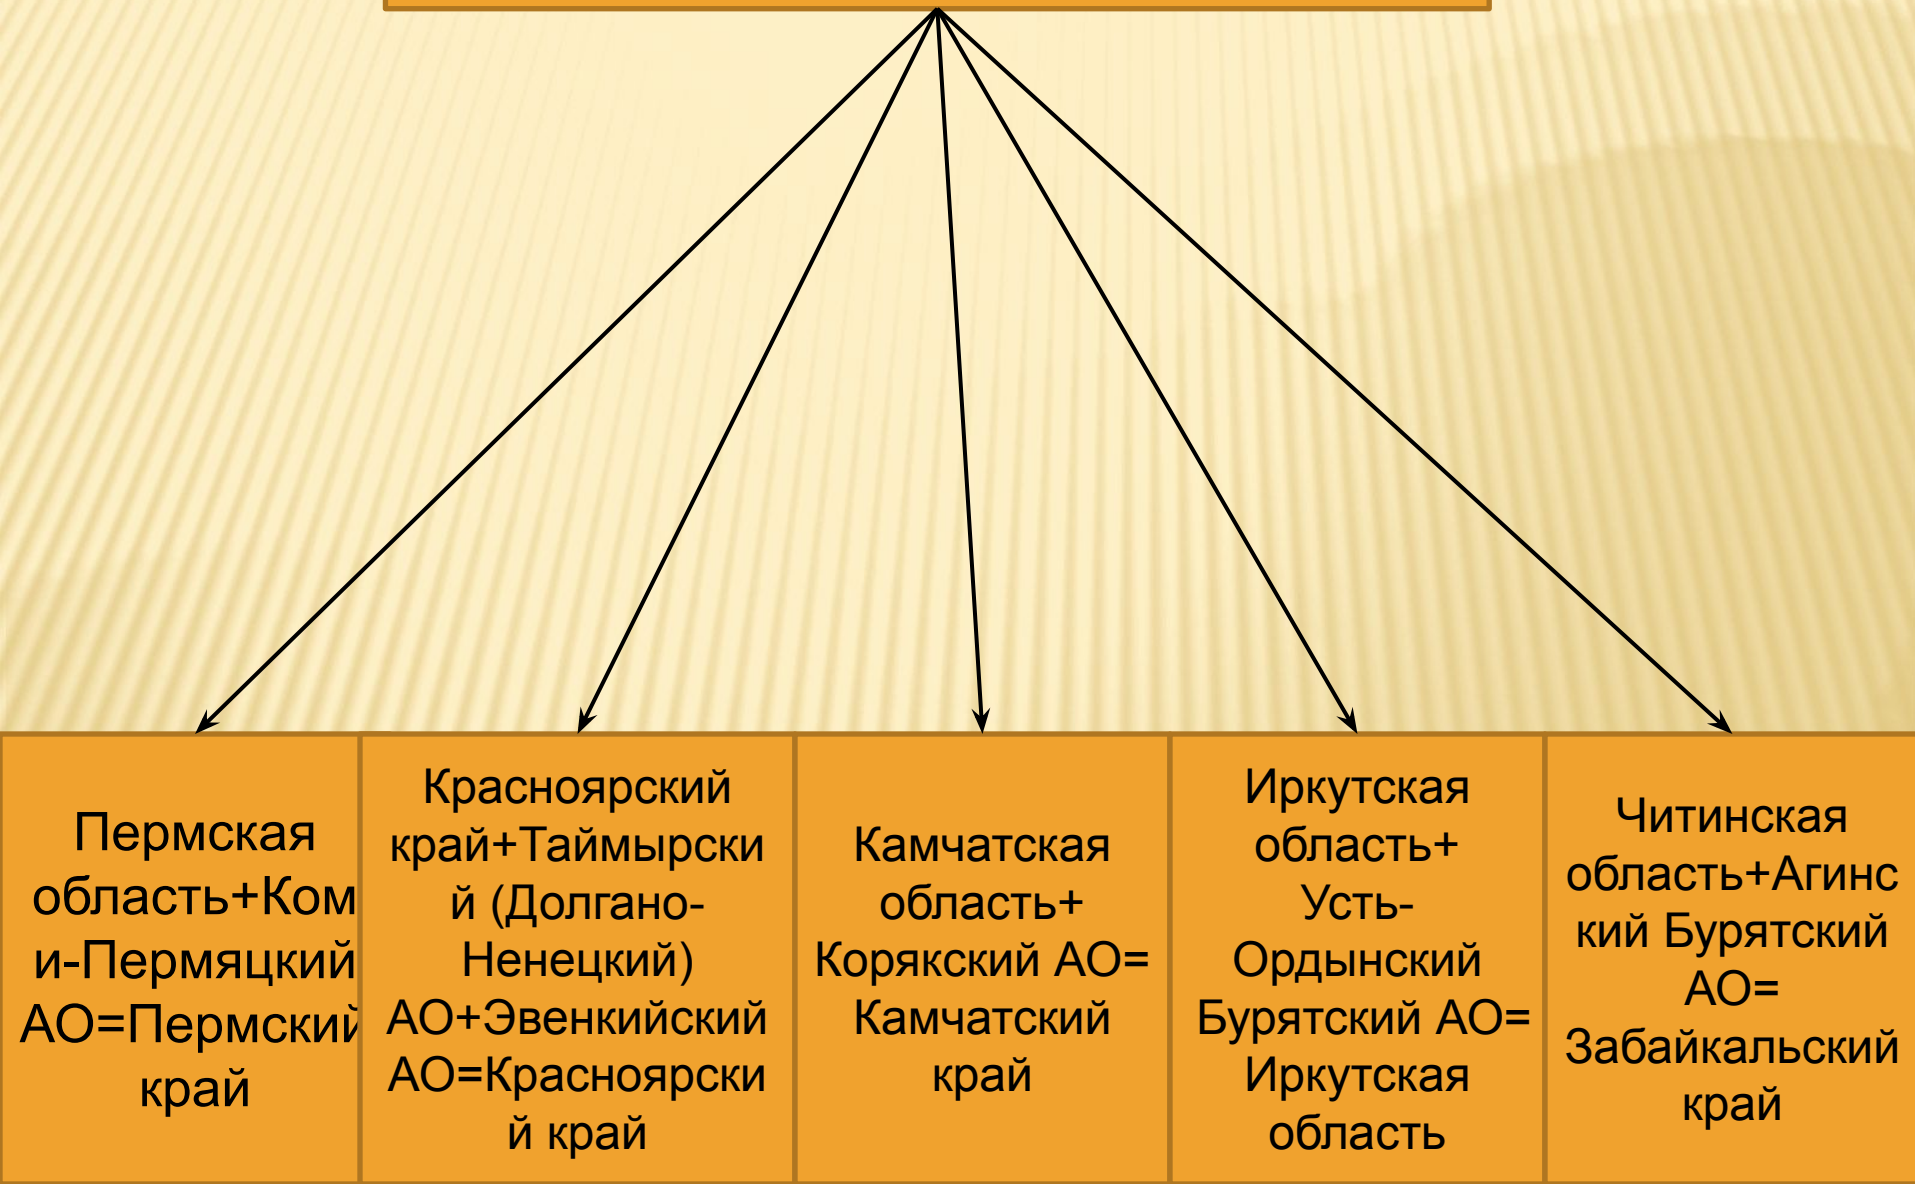 Пермская
область+Ком
и-Пермяцкий
АО=Пермский
край
Красноярский
край+Таймырски
й (Долгано-
Ненецкий)
АО+Эвенкийский
АО=Красноярски
й край
Камчатская
область+
Корякский АО=
Камчатский
край
Иркутская
область+
Усть-
Ордынский
Бурятский АО=
Иркутская
область
Читинская
область+Агинс
кий Бурятский
АО=
Забайкальский
край